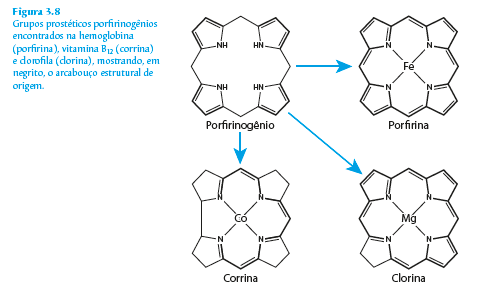 Figura 3.8
Grupos prostéticos porfirinogênios
encontrados na hemoglobina
(porfirina), vitamina B12 (corrina)
e clorofila (clorina), mostrando, em
negrito, o arcabouço estrutural de
origem.
NH HN
NH HN
Porfirinogênio
N N
Fe
N N
Porfirina
N N
Co
N N
Corrina
N N
Mg
N N
Clorina